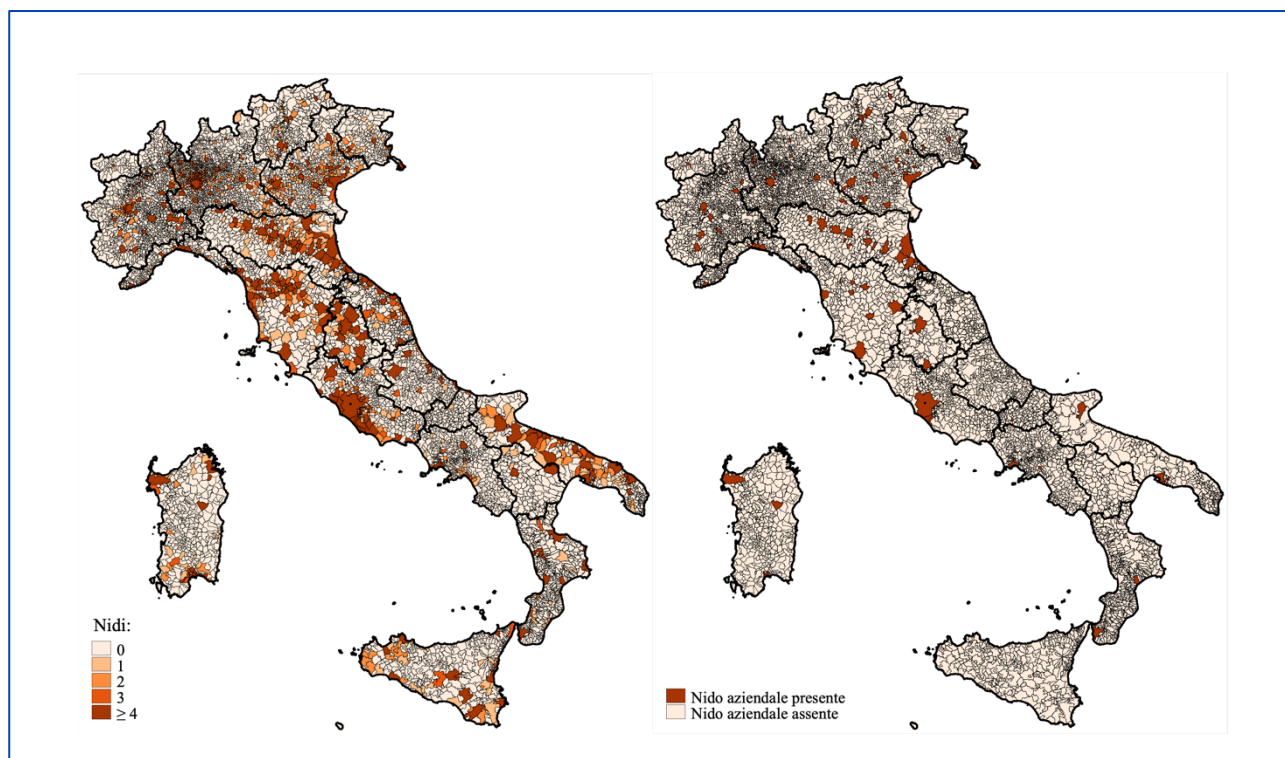 Nidi:
0
1
2
3
≥ 4
Nido aziendale presente
Nido aziendale assente